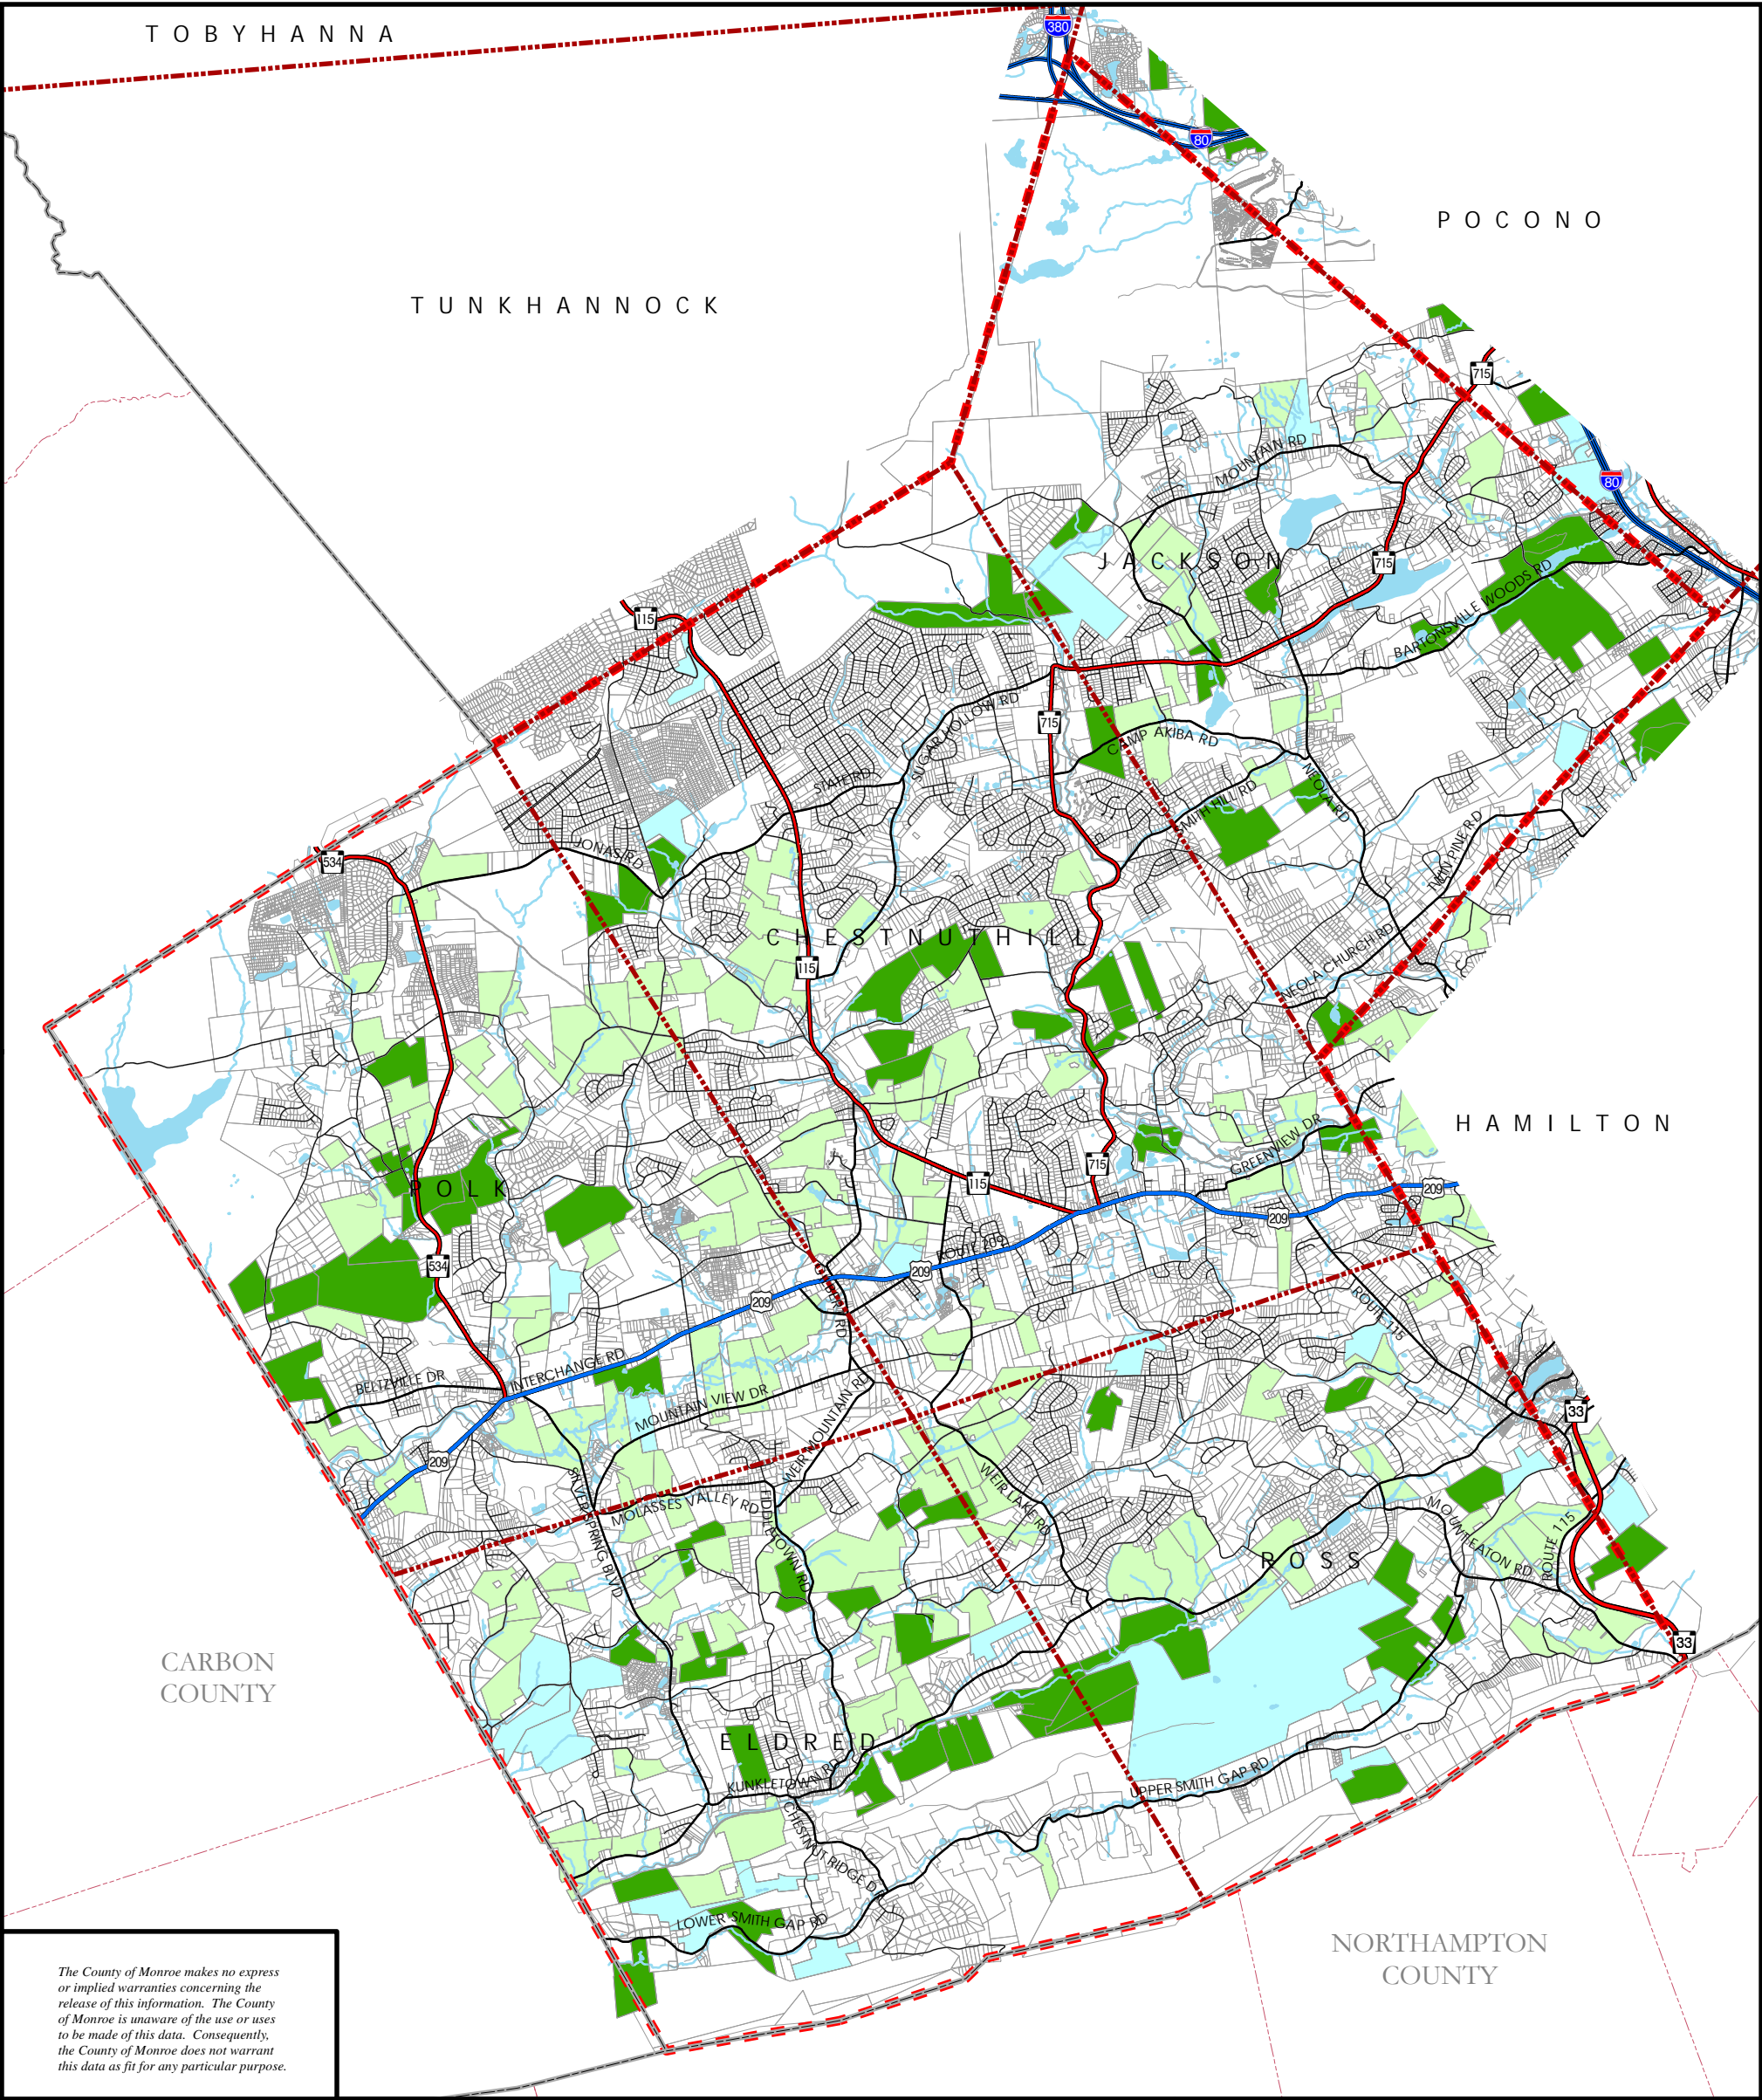 TOBYHANNA
380
80
POCONO
TUNKHANNOCK
715
MOUNTAIN RD
80
JACKSON
715
115
BARTONSVILLE WOODS RD
SUGAR HOLLOW RD
715
CAMP AKIBA RD
STATE RD
NEOLA RD
SMITH HILL RD
JONAS RD
534
TWIN PINE RD
CHESTNUTHILL
115
NEOLA CHURCH RD
HAMILTON
GREENVIEW DR
715
POLK
115
209
209
ROUTE 209
534
209
209
GILBERT RD
ROUTE 115
INTERCHANGE RD
BELTZVILLE DR
MOUNTAIN VIEW DR
WEIR MOUNTAIN RD
33
209
SILVER SPRING BLVD
WEIR LAKE RD
MOLASSES VALLEY RD
FIDDLETOWN RD
MOUNT EATON RD
ROUTE 115
ROSS
33
CARBON
COUNTY
ELDRED
KUNKLETOWN RD
UPPER SMITH GAP RD
CHESTNUT RIDGE DR
LOWER SMITH GAP RD
NORTHAMPTON
COUNTY
The County of Monroe makes no express
or implied warranties concerning the
release of this information. The County
of Monroe is unaware of the use or uses
to be made of this data. Consequently,
the County of Monroe does not warrant
this data as fit for any particular purpose.